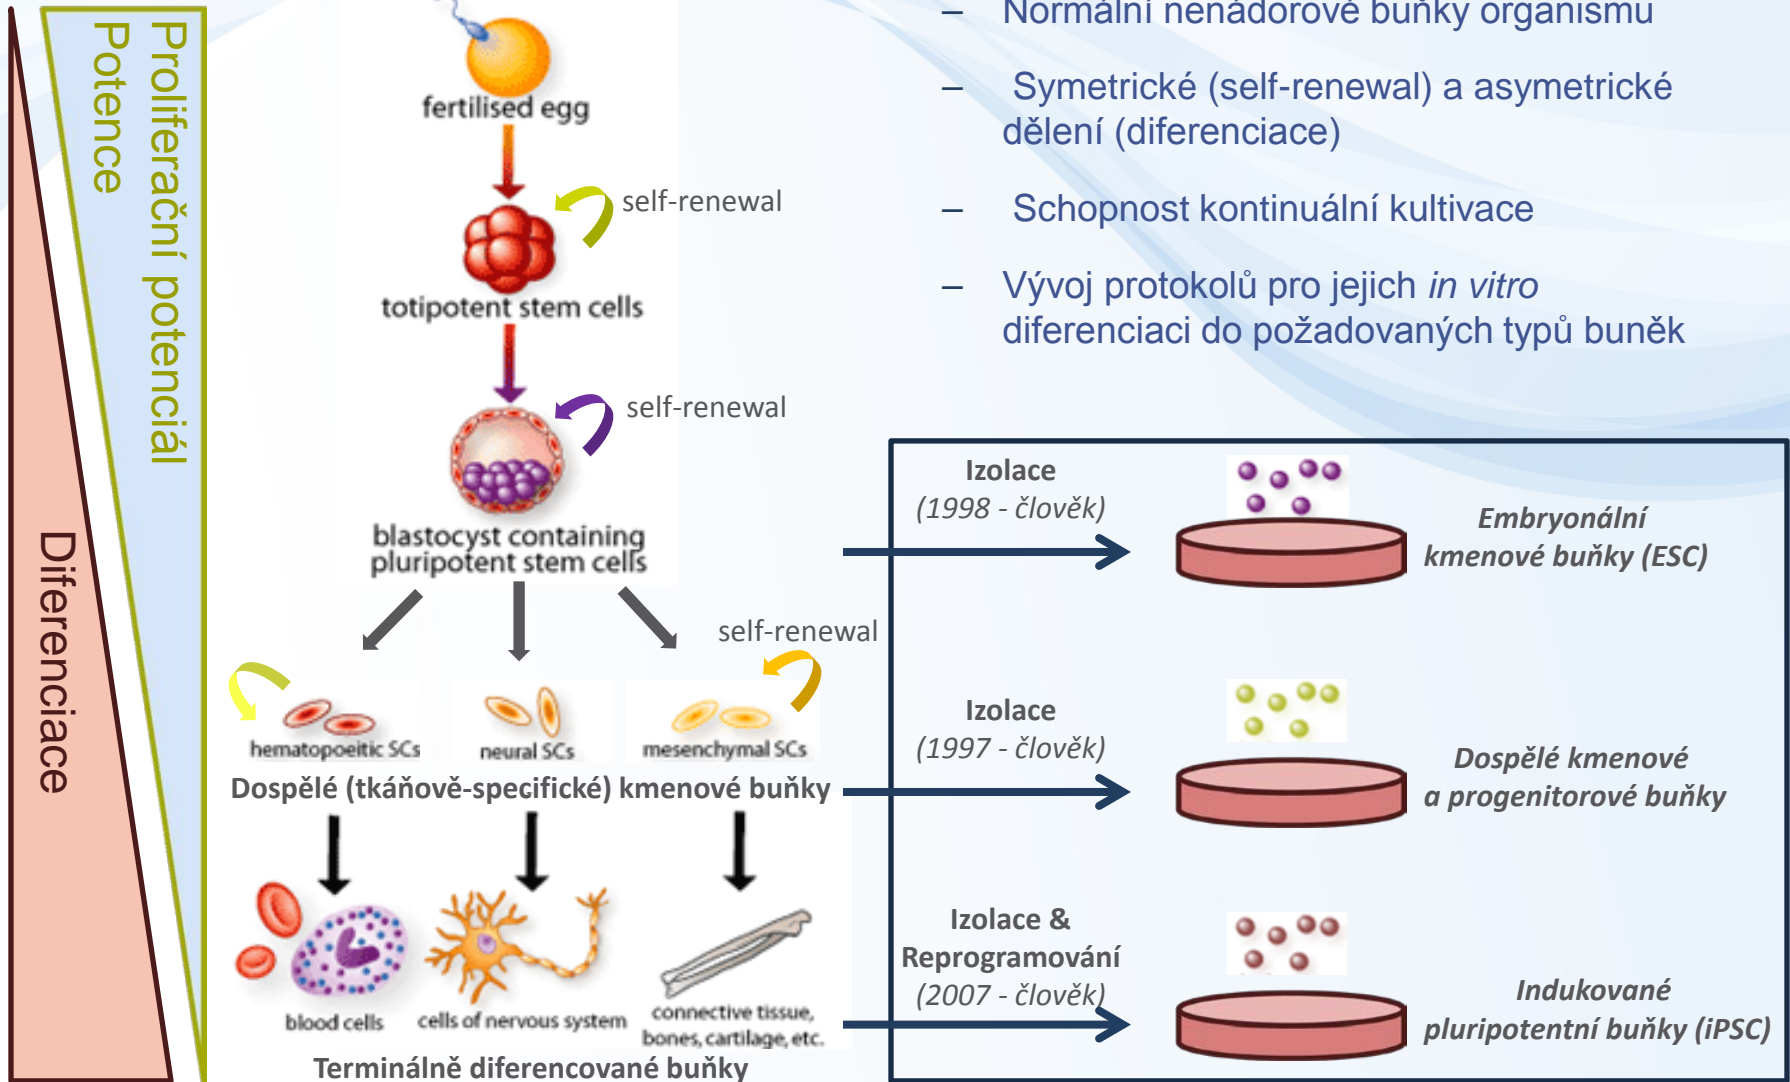 Proliferační potenciál
Potence
Diferenciace
fertilised egg
self-renewal
totipotent stem cells
self-renewal
blastocyst containing
pluripotent stem cells
self-renewal
hematopoeitic SCs
neural SCs
mesenchymal SCs
Dospělé (tkáňově-specifické) kmenové buňky
blood cells
cells of nervous system
connective tissue,
bones, cartilage, etc.
Terminálně diferencované buňky
– Normální nenádorové buňky organismu
– Symetrické (self-renewal) a asymetrické
dělení (diferenciace)
– Schopnost kontinuální kultivace
– Vývoj protokolů pro jejich in vitro
diferenciaci do požadovaných typů buněk
Izolace
(1998 - člověk)
Embryonální
kmenové buňky (ESC)
Izolace
(1997 - člověk)
Dospělé kmenové
a progenitorové buňky
Izolace &
Reprogramování
(2007 - člověk)
Indukované
pluripotentní buňky (iPSC)